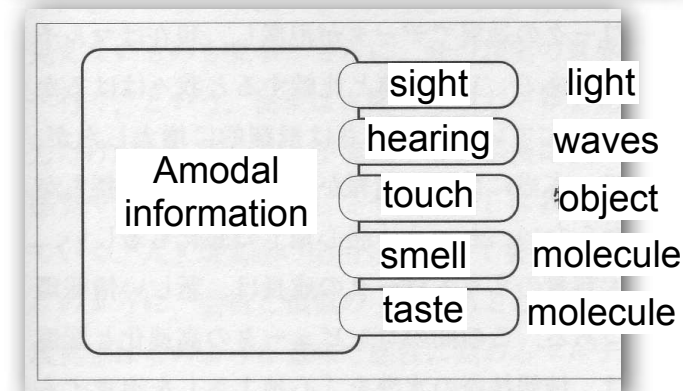 Amodal
information
sight light
hearing waves
touch object
smell molecule
taste molecule